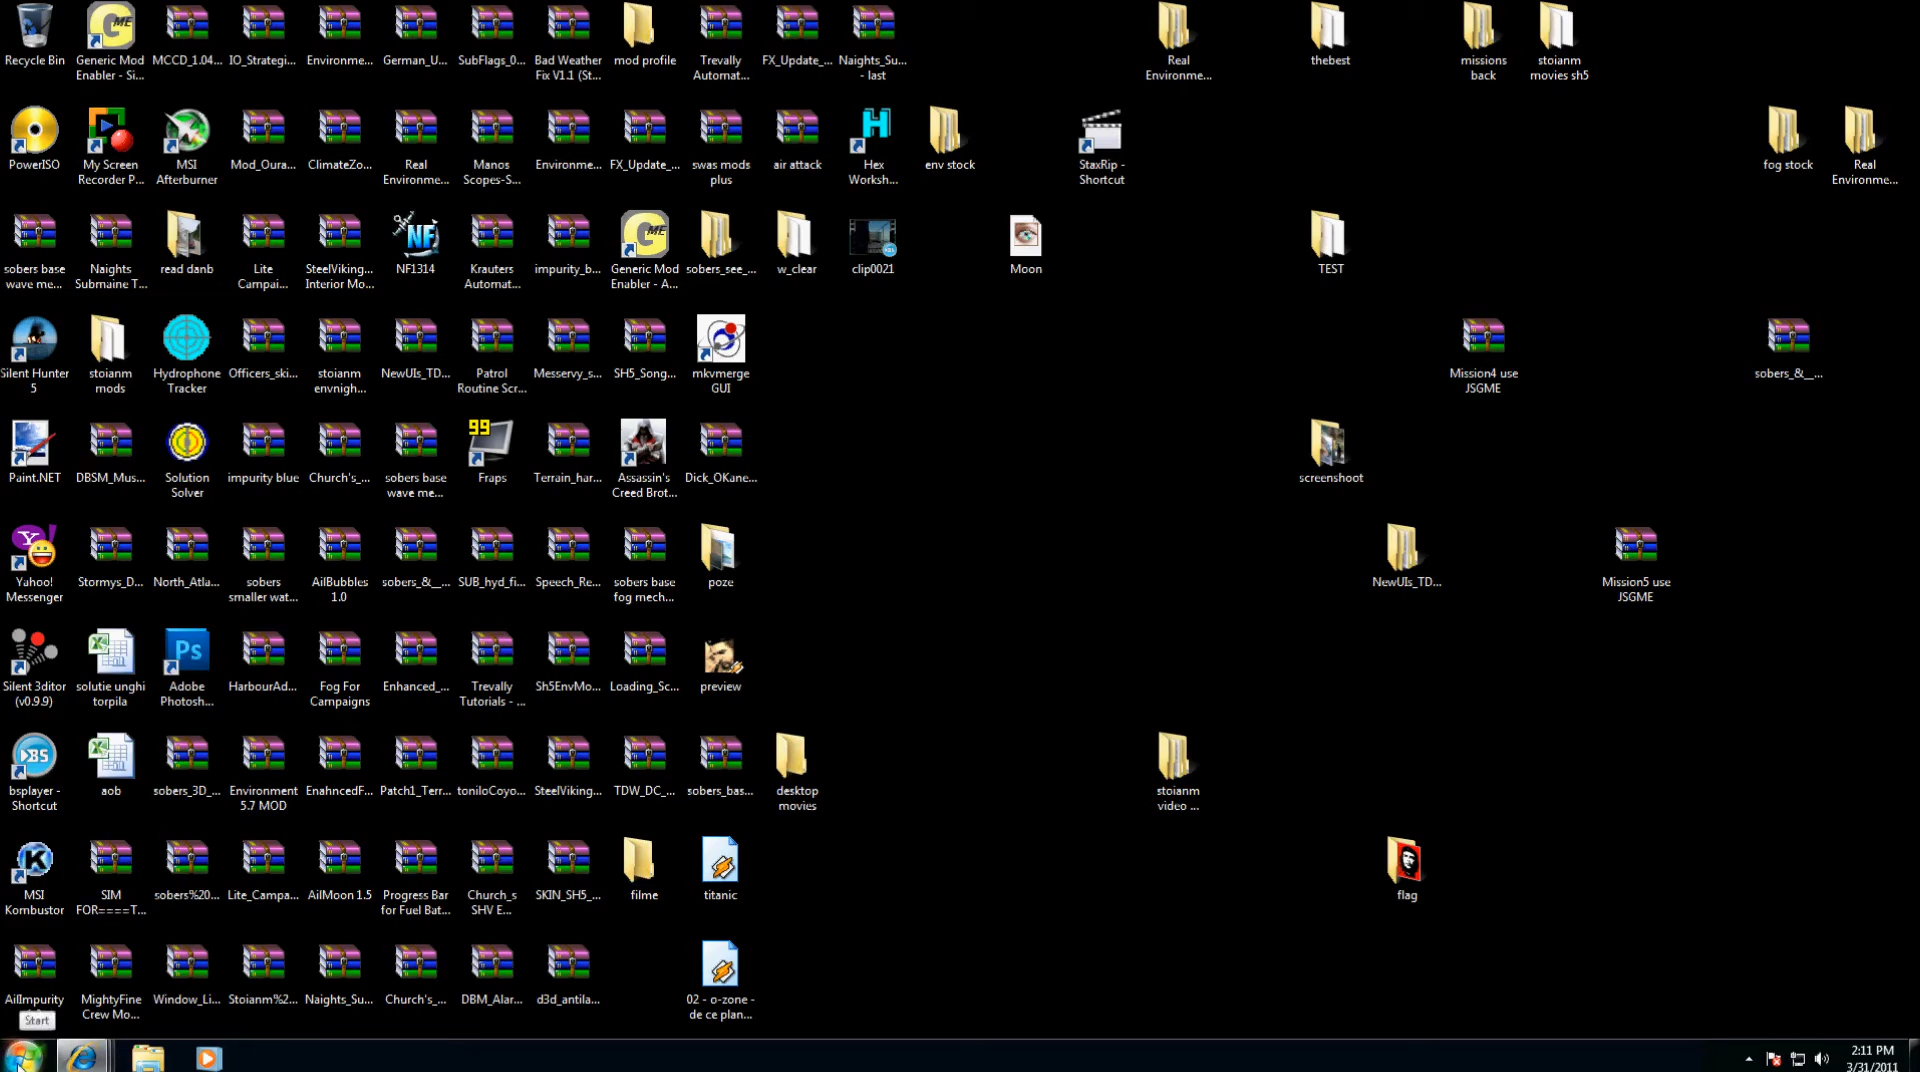 Recycle Bin
Generic Mod
Enabler - Si...
MCCD_1.04...
IO_Strategi...
Environme...
German_U...
SubFlags_0...
Bad Weather
Fix V1.1 (St...
mod profile
Trevally
Automat...
FX_Update_...
Naights_Su...
- last
Real
Environme...
thebest
missions
back
stoianm
movies sh5
PowerISO
My Screen
Recorder P...
MSI
Afterburner
Mod_Oura...
ClimateZo...
Real
Environme...
Manos
Scopes-S...
Environme...
FX_Update_...
swas mods
plus
air attack
Hex
Worksh...
env stock
StaxRip -
Shortcut
fog stock
Real
Environme...
sobers base
wave me...
Naights
Submaine T...
read danb
Lite
Campai...
SteelViking...
Interior Mo...
NF
NF1314
Krauters
Automat...
impurity_b...
Generic Mod
Enabler - A...
sobers_see_...
w_clear
clip0021
Moon
TEST
Silent Hunter
5
stoianm
mods
Hydrophone
Tracker
Officers_ski...
stoianm
envnigh...
NewUIs_TD...
Patrol
Routine Scr...
Messervy_s...
SH5_Song...
mkvmerge
GUI
Mission4 use
JSGME
sobers_&__...
Paint.NET
DBSM_Mus...
Solution
Solver
impurity blue
Church's_...
sobers base
wave me...
99
Fraps
Terrain_har...
Assassin's
Creed Brot...
Dick_OKane...
screenshoot
Yahoo!
Messenger
Stormys_D...
North_Atla...
sobers
smaller wat...
AilBubbles
1.0
sobers_&__...
SUB_hyd_fi...
Speech_Re...
sobers base
fog mech...
poze
NewUIs_TD...
Mission5 use
JSGME
Silent 3ditor
(v0.9.9)
solutie unghi
torpila
Ps
Adobe
Photosh...
HarbourAd...
Fog For
Campaigns
Enhanced_...
Trevally
Tutorials - ...
Sh5EnvMo...
Loading_Sc...
preview
bsplayer -
Shortcut
aob
sobers_3D_...
Environment
5.7 MOD
EnahncedF...
Patch1_Terr...
toniloCoyo...
SteelViking...
TDW_DC_...
sobers_bas...
desktop
movies
stoianm
video ...
MSI
Kombustor
SIM
FOR====T...
sobers%20...
Lite_Campa...
AilMoon 1.5
Progress Bar
for Fuel Bat...
Church_s
SHV E...
SKIN_SH5_...
filme
titanic
flag
AilImpurity
MightyFine
Crew Mo...
Window_Li...
Stoianm%2...
Naights_Su...
Church's_...
DBM_Alar...
d3d_antila...
02 - o-zone -
de ce plan...
Start
2:11 PM
3/31/2011